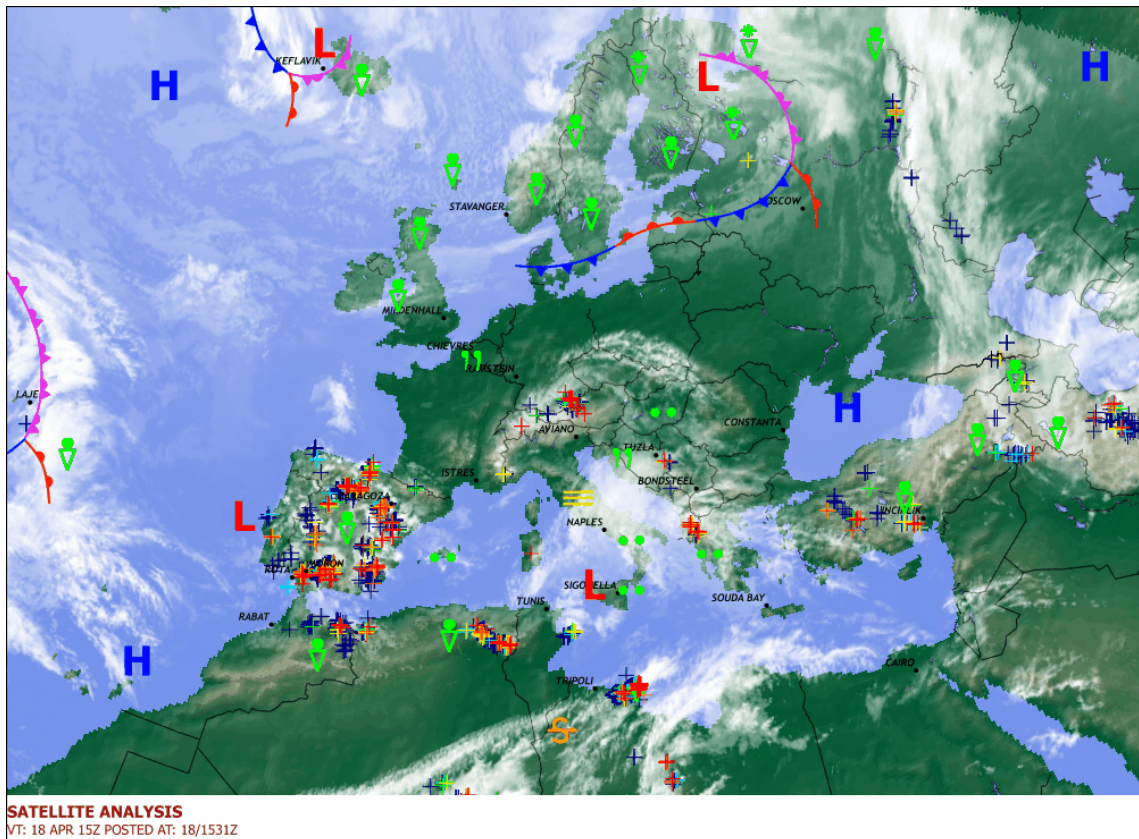 L
KEFLAVIK
H
L
H
STAVANGER
MOSCOW
MILDENHALL
CHIEVRES
RAMSTEIN
LAJE
H
AVIANO
CONSTANTA
TUZLA
ISTRES
BONDSTEEL
ZARAGOZA
L
NAPLES
INCIRLIK
ROTA
MORON
L
SIGONELLA
TUNIS
SOUDA BAY
RABAT
H
CAIRO
TRIPOLI
SATELLITE ANALYSIS
VT: 18 APR 15Z POSTED AT: 18/1531Z